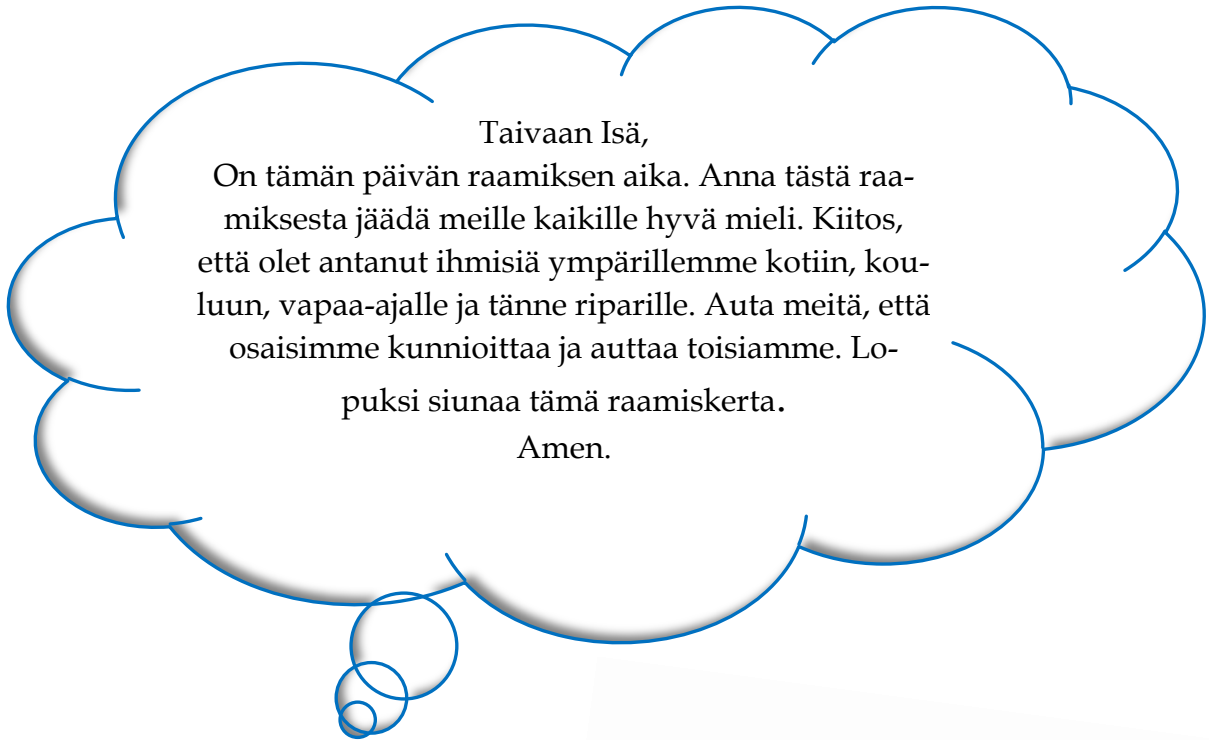 Taivaan Isä,
On tämän päivän raamiksen aika. Anna tästä raa-
miksesta jäädä meille kaikille hyvä mieli. Kiitos,
että olet antanut ihmisiä ympärillemme kotiin, kou-
luun, vapaa-ajalle ja tänne riparille. Auta meitä, että
osaisimme kunnioittaa ja auttaa toisiamme. Lo-
puksi siunaa tämä raamiskerta.
Amen.